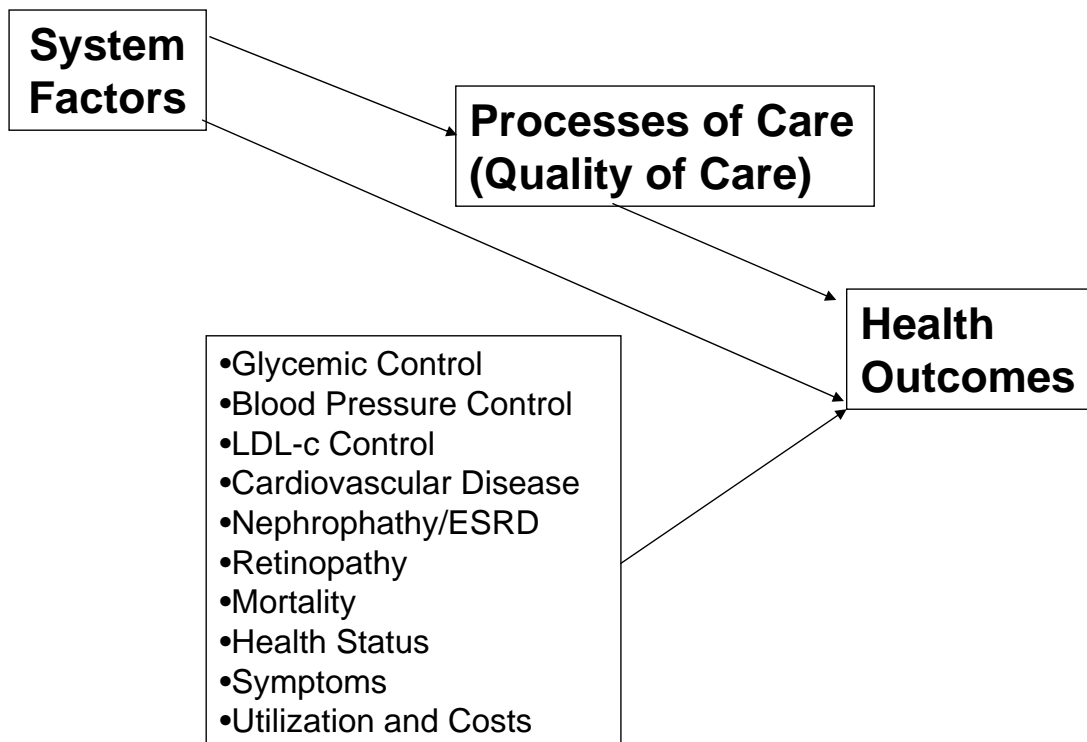 System
Factors
Processes of Care
(Quality of Care)
Health
Outcomes
•Glycemic Control
•Blood Pressure Control
•LDL-c Control
•Cardiovascular Disease
•Nephrophathy/ESRD
•Retinopathy
•Mortality
•Health Status
•Symptoms
•Utilization and Costs